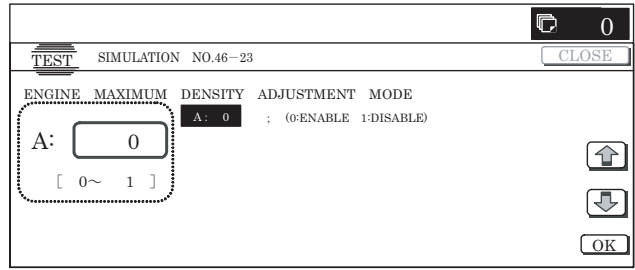 0
TEST SIMULATION NO.46-23 CLOSE
ENGINE MAXIMUM DENSITY ADJUSTMENT MODE
A: 0 ; (0:ENABLE 1:DISABLE)
A: 0
[ 0~ 1 ]
OK